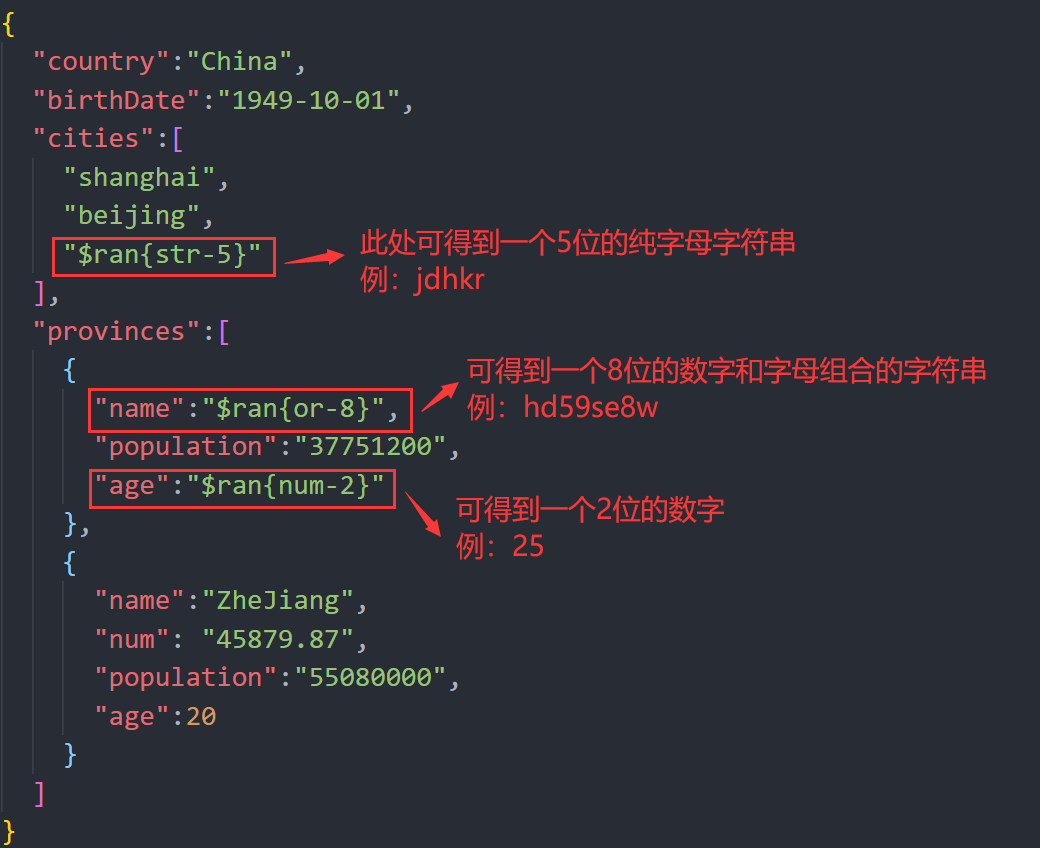 {
"country":"China",
"birthDate":"1949-10-01",
"cities":[
"shanghai",
"beijing",
"$ran{str-5}"
此处可得到一个5位的纯字母字符串
例：jdhkr
],
"provinces":[
{
"name":"$ran{or-8}",
可得到一个8位的数字和字母组合的字符串
例：hd59se8w
"population":"37751200",
"age":"$ran{num-2}"
可得到一个2位的数字
例：25
},
{
"name":"ZheJiang",
"num": "45879.87",
"population":"55080000",
"age":20
}
]
}